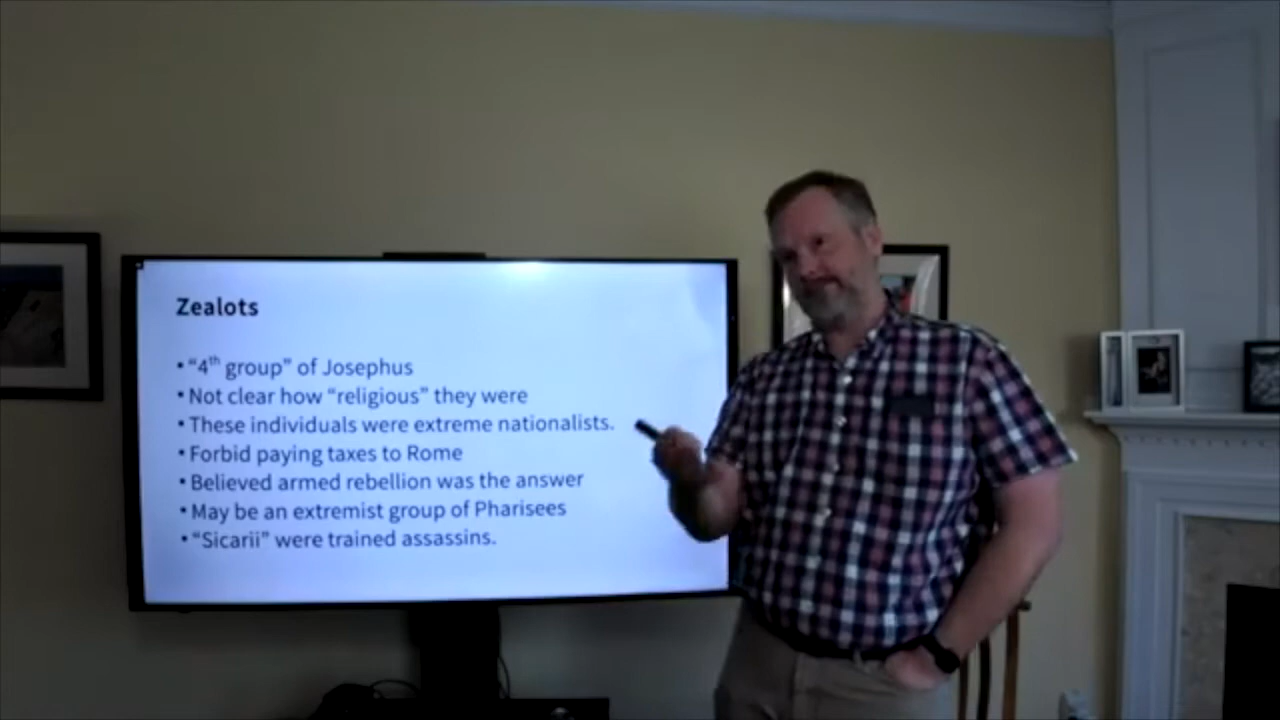 Zealots
• “4th group” of Josephus
• Not clear how “religious” they were
• These individuals were extreme nationalists.
• Forbid paying taxes to Rome
• Believed armed rebellion was the answer
• May be an extremist group of Pharisees
• “Sicarii” were trained assassins.